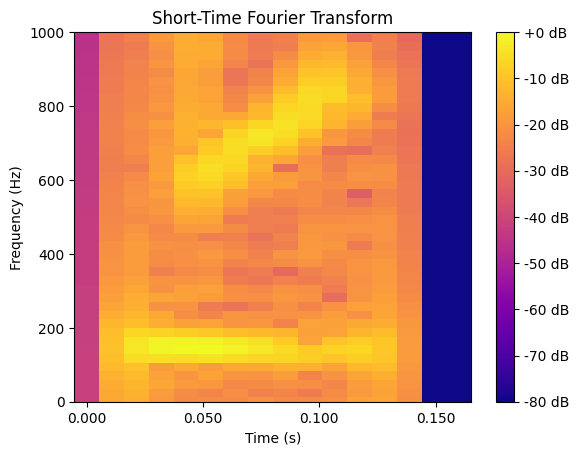 Short-Time Fourier Transform
1000
800
600
400
200
0
Frequency (Hz)
0.000
0.050
0.100
0.150
Time (s)
+0 dB
-10 dB
-20 dB
-30 dB
-40 dB
-50 dB
-60 dB
-70 dB
-80 dB